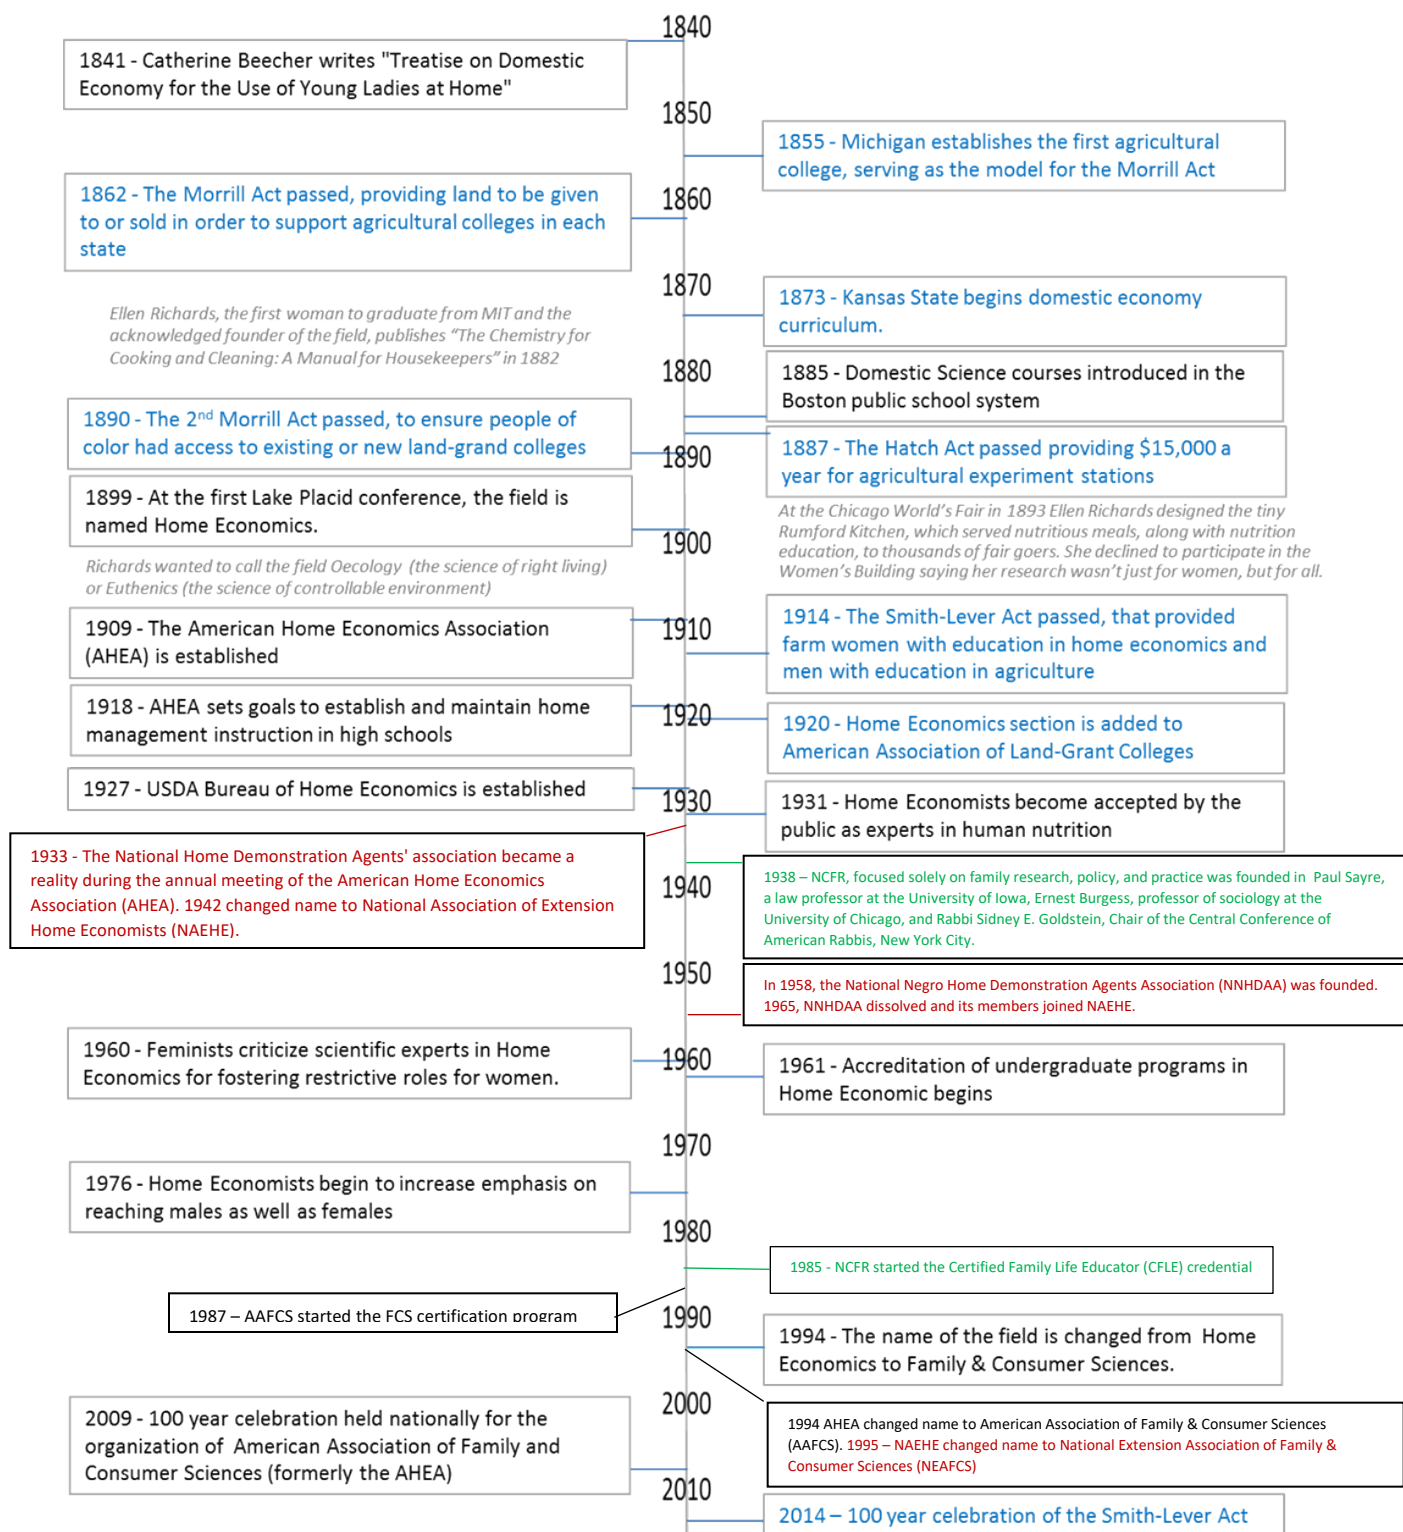 1840
1841 - Catherine Beecher writes "Treatise on Domestic
Economy for the Use of Young Ladies at Home"
1850
1855 - Michigan establishes the first agricultural
college, serving as the model for the Morrill Act
1862 - The Morrill Act passed, providing land to be given
to or sold in order to support agricultural colleges in each
state
1860
1870
1873 - Kansas State begins domestic economy
curriculum.
Ellen Richards, the first woman to graduate from MIT and the
acknowledged founder of the field, publishes “The Chemistry for
Cooking and Cleaning: A Manual for Housekeepers” in 1882
1880
1885 - Domestic Science courses introduced in the
Boston public school system
1890 - The 2nd Morrill Act passed, to ensure people of
color had access to existing or new land-grand colleges
1887 - The Hatch Act passed providing $15,000 a
year for agricultural experiment stations
1890
1899 - At the first Lake Placid conference, the field is
named Home Economics.
At the Chicago World’s Fair in 1893 Ellen Richards designed the tiny
Rumford Kitchen, which served nutritious meals, along with nutrition
education, to thousands of fair goers. She declined to participate in the
Women’s Building saying her research wasn’t just for women, but for all.
1900
Richards wanted to call the field Oecology (the science of right living)
or Euthenics (the science of controllable environment)
1909 - The American Home Economics Association
(AHEA) is established
1910
1914 - The Smith-Lever Act passed, that provided
farm women with education in home economics and
men with education in agriculture
1918 - AHEA sets goals to establish and maintain home
management instruction in high schools
1920
1920 - Home Economics section is added to
American Association of Land-Grant Colleges
1927 - USDA Bureau of Home Economics is established
1930
1931 - Home Economists become accepted by the
public as experts in human nutrition
1933 - The National Home Demonstration Agents' association became a
reality during the annual meeting of the American Home Economics
Association (AHEA). 1942 changed name to National Association of Extension
Home Economists (NAEHE).
1940
1938 – NCFR, focused solely on family research, policy, and practice was founded in Paul Sayre,
a law professor at the University of Iowa, Ernest Burgess, professor of sociology at the
University of Chicago, and Rabbi Sidney E. Goldstein, Chair of the Central Conference of
American Rabbis, New York City.
1950
In 1958, the National Negro Home Demonstration Agents Association (NNHDAA) was founded.
1965, NNHDAA dissolved and its members joined NAEHE.
1960 - Feminists criticize scientific experts in Home
Economics for fostering restrictive roles for women.
1960
1961 - Accreditation of undergraduate programs in
Home Economic begins
1970
1976 - Home Economists begin to increase emphasis on
reaching males as well as females
1980
1985 - NCFR started the Certified Family Life Educator (CFLE) credential
1987 – AAFCS started the FCS certification program
1990
1994 - The name of the field is changed from Home
Economics to Family & Consumer Sciences.
2000
2009 - 100 year celebration held nationally for the
organization of American Association of Family and
Consumer Sciences (formerly the AHEA)
1994 AHEA changed name to American Association of Family & Consumer Sciences
(AAFCS). 1995 – NAEHE changed name to National Extension Association of Family &
Consumer Sciences (NEAFCS)
2010
2014 – 100 year celebration of the Smith-Lever Act